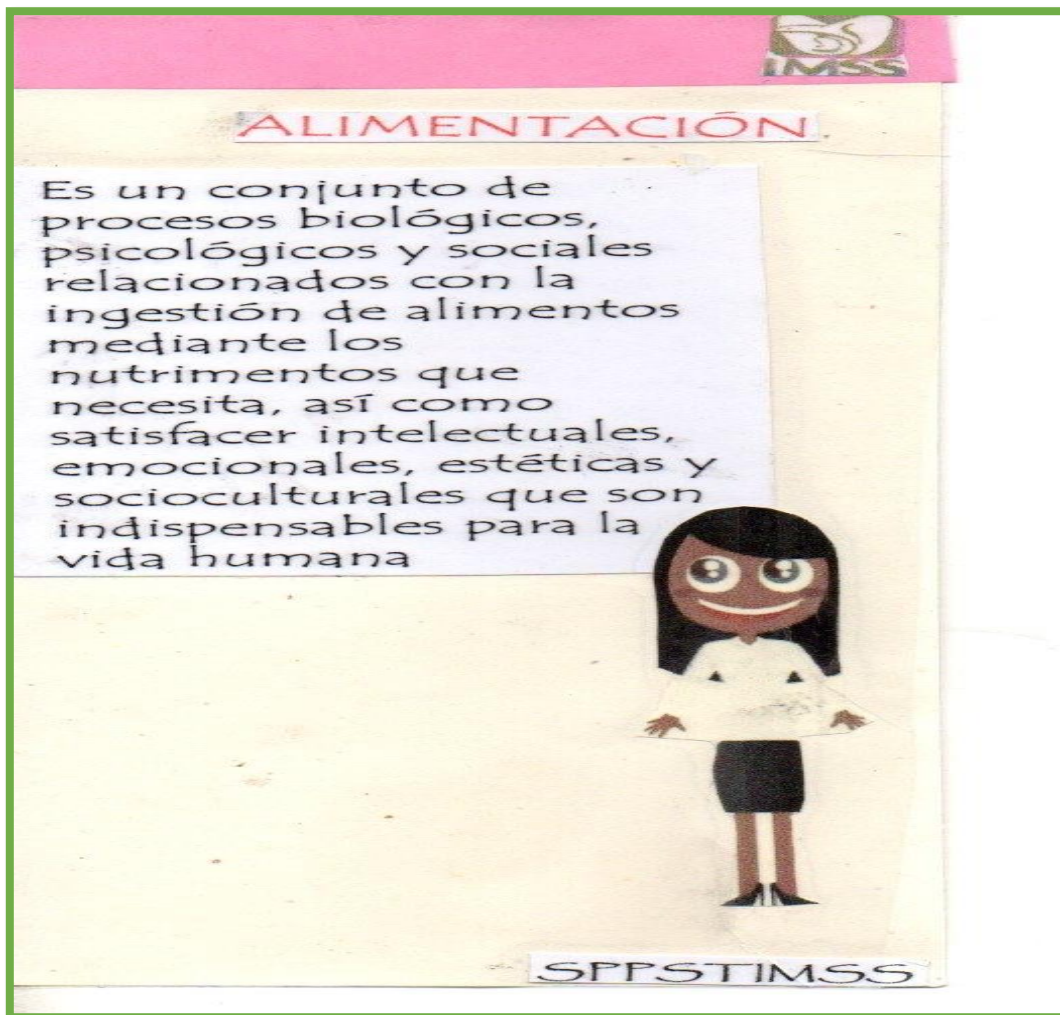 IMSS
ALIMENTACIÓN
Es un conjunto de
procesos biológicos,
psicológicos y sociales
relacionados con la
ingestión de alimentos
mediante los
nutrimentos que
necesita, así como
satisfacer intelectuales,
emocionales, estéticas y
socioculturales que son
indispensables para la
vida humana
SPPSTIMSS